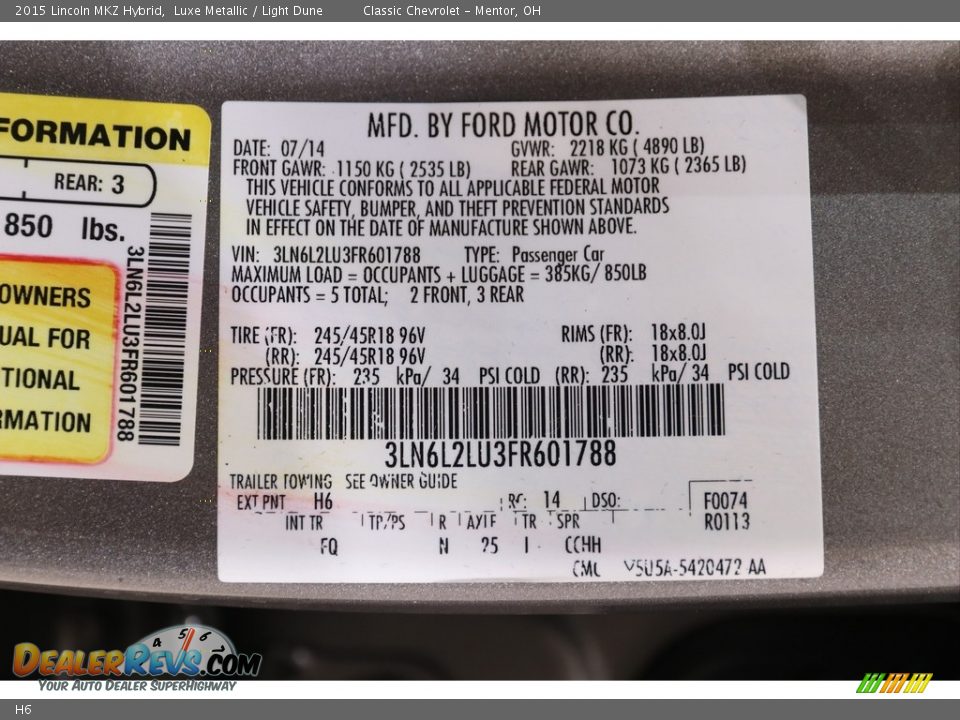 2015 Lincoln MKZ Hybrid, Luxe Metallic / Light Dune Classic Chevrolet – Mentor, OH
FORMATION
REAR: 3
850 lbs.
OWNERS
UAL FOR
TIONAL
RMATION
3LN6L2LU3FR601788
MFD. BY FORD MOTOR CO.
DATE: 07/14 GVWR: 2218 KG ( 4890 LB)
FRONT GAWR: 1150 KG ( 2535 LB) REAR GAWR: 1073 KG ( 2365 LB)
THIS VEHICLE CONFORMS TO ALL APPLICABLE FEDERAL MOTOR
VEHICLE SAFETY, BUMPER, AND THEFT PREVENTION STANDARDS
IN EFFECT ON THE DATE OF MANUFACTURE SHOWN ABOVE.
VIN: 3LN6L2LU3FR601788 TYPE: Passenger Car
MAXIMUM LOAD = OCCUPANTS + LUGGAGE = 385KG/ 850LB
OCCUPANTS = 5 TOTAL; 2 FRONT, 3 REAR
TIRE (FR): 245/45R18 96V RIMS (FR): 18x8.0J
(RR): 245/45R18 96V (RR): 18x8.0J
PRESSURE (FR): 235 kPa/ 34 PSI COLD (RR): 235 kPa/ 34 PSI COLD
3LN6L2LU3FR601788
TRAILER TOWING SEE OWNER GUIDE
EXT PNT H6 RC: 14 DSO: F0074
INT TR TP/PS R AXLE TR SPR R0113
FQ N 25 CCHH
CML
4 5 6
DEALERREVS.COM
YOUR AUTO DEALER SUPERHIGHWAY
H6